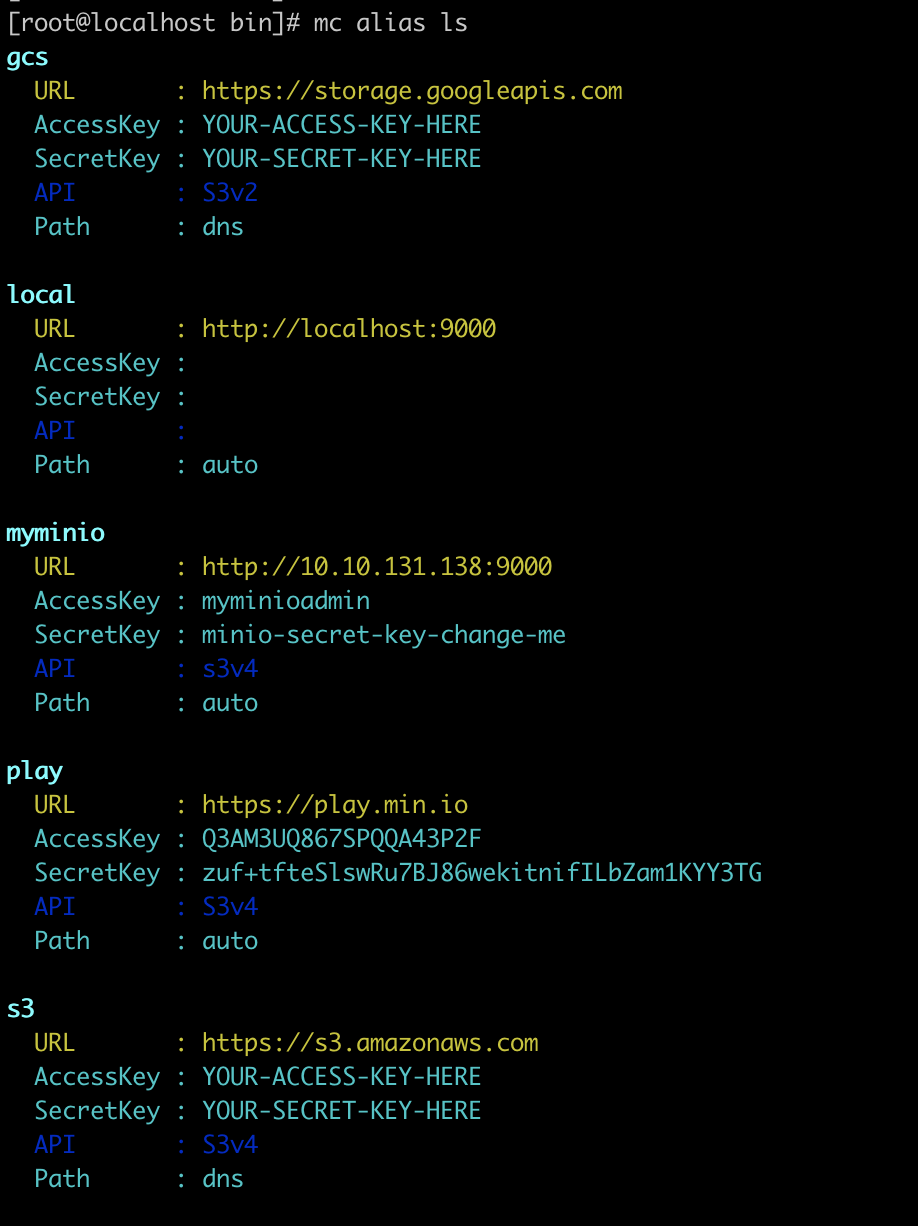 [root@localhost bin]# mc alias ls
gcs
  URL       : https://storage.googleapis.com
  AccessKey : YOUR-ACCESS-KEY-HERE
  SecretKey : YOUR-SECRET-KEY-HERE
  API       : S3v2
  Path      : dns

local
  URL       : http://localhost:9000
  AccessKey :
  SecretKey :
  API       :
  Path      : auto

myminio
  URL       : http://10.10.131.138:9000
  AccessKey : myminioadmin
  SecretKey : minio-secret-key-change-me
  API       : s3v4
  Path      : auto

play
  URL       : https://play.min.io
  AccessKey : Q3AM3UQ867SPQQA43P2F
  SecretKey : zuf+tfteSlswRu7BJ86wekitnifILbZam1KYY3TG
  API       : S3v4
  Path      : auto

s3
  URL       : https://s3.amazonaws.com
  AccessKey : YOUR-ACCESS-KEY-HERE
  SecretKey : YOUR-SECRET-KEY-HERE
  API       : S3v4
  Path      : dns